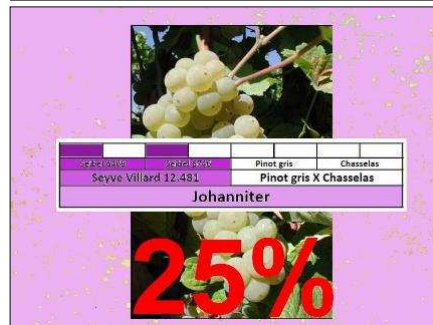 Pinot gris Chasselas
Seyve Villard 12.481 Pinot gris X Chasselas
Johanniter
25%